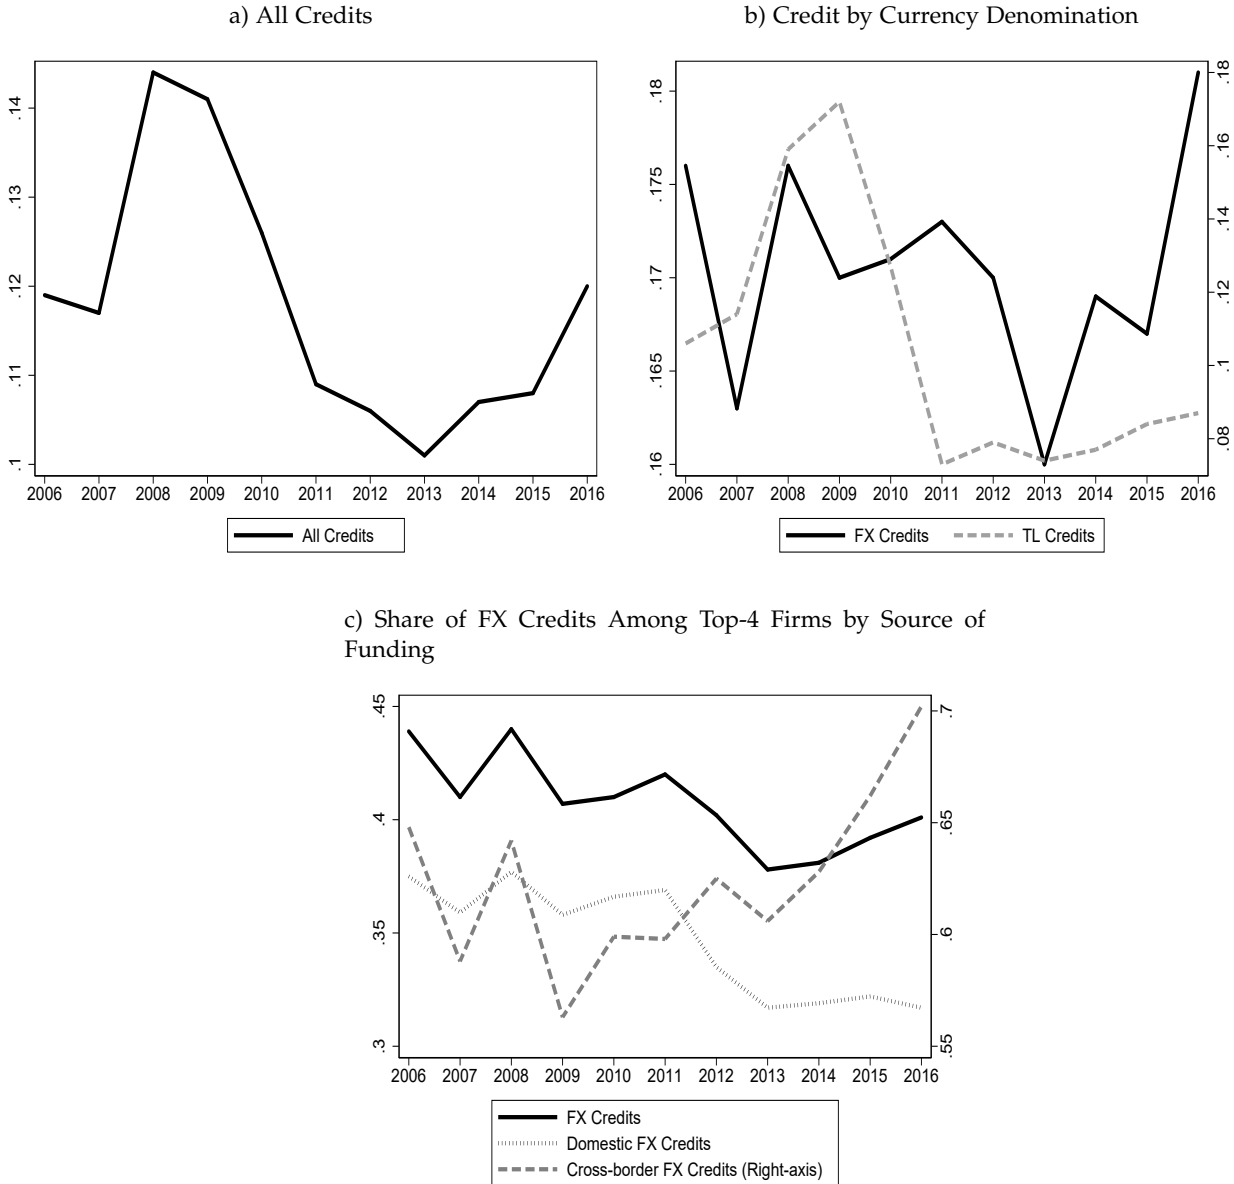 a) All Credits
.14
.13
.12
.11
.1
2006 2007 2008 2009 2010 2011 2012 2013 2014 2015 2016
All Credits
b) Credit by Currency Denomination
.18
.175
.17
.165
.16
.18
.16
.14
.12
.1
.08
2006 2007 2008 2009 2010 2011 2012 2013 2014 2015 2016
FX Credits TL Credits
c) Share of FX Credits Among Top-4 Firms by Source of
Funding
.45
.4
.35
.3
.7
.65
.6
.55
2006 2007 2008 2009 2010 2011 2012 2013 2014 2015 2016
FX Credits
Domestic FX Credits
Cross-border FX Credits (Right-axis)